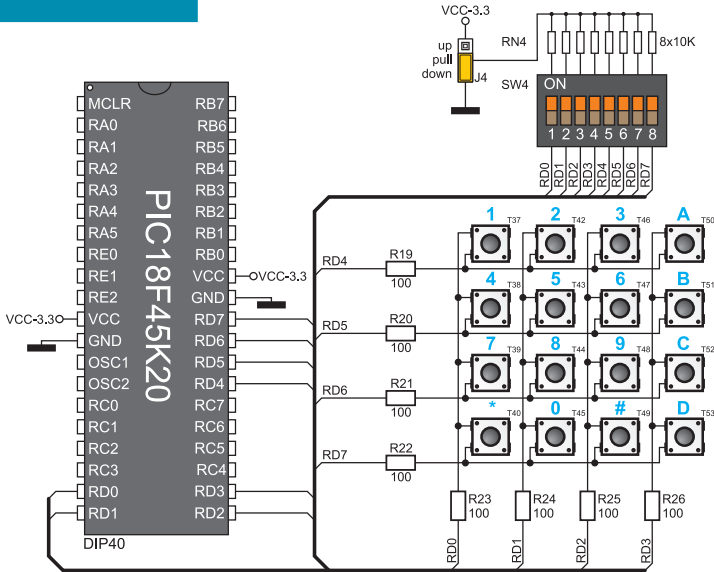 VCC-3.3
up
pull
down
J4
RN4
8x10K
SW4
ON
1 2 3 4 5 6 7 8
RD0 RD1 RD2 RD3 RD4 RD5 RD6 RD7
MCLR RB7
RA0 RB6
RA1 RB5
RA2 RB4
RA3 RB3
RA4 RB2
RA5 RB1
RE0 RB0
RE1 VCC VCC-3.3
RE2 GND
VCC-3.3 VCC RD7
GND RD6
OSC1 RD5
OSC2 RD4
RC0 RC7
RC1 RC6
RC2 RC5
RC3 RC4
RD0 RD3
RD1 RD2
PIC18F45K20
DIP40
1 T37 2 T42 3 T46 A T50
RD4 R19 100
4 T38 5 T43 6 T47 B T51
RD5 R20 100
7 T39 8 T44 9 T48 C T52
RD6 R21 100
* T40 0 T45 # T49 D T53
RD7 R22 100
R23 100 R24 100 R25 100 R26 100
RD0 RD1 RD2 RD3